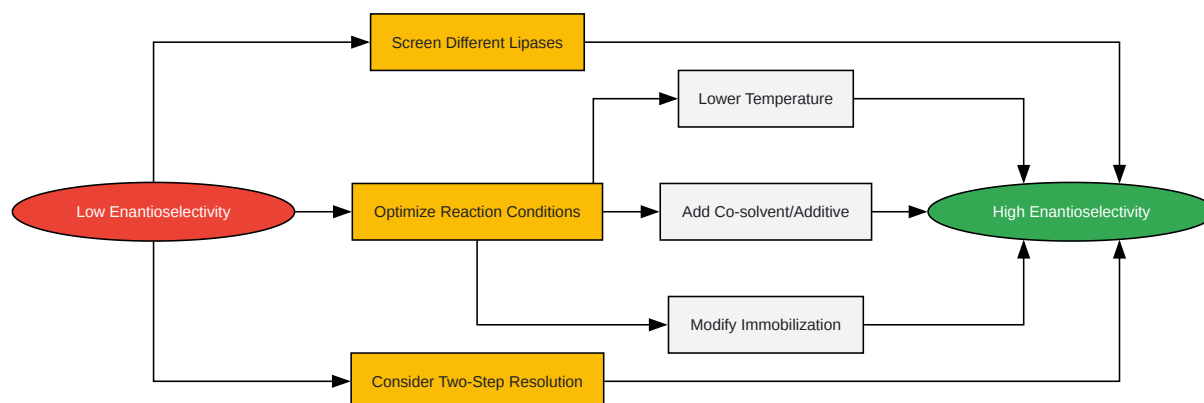 Screen Different Lipases
Lower Temperature
Low Enantioselectivity
Optimize Reaction Conditions
Add Co-solvent/Additive
High Enantioselectivity
Modify Immobilization
Consider Two-Step Resolution